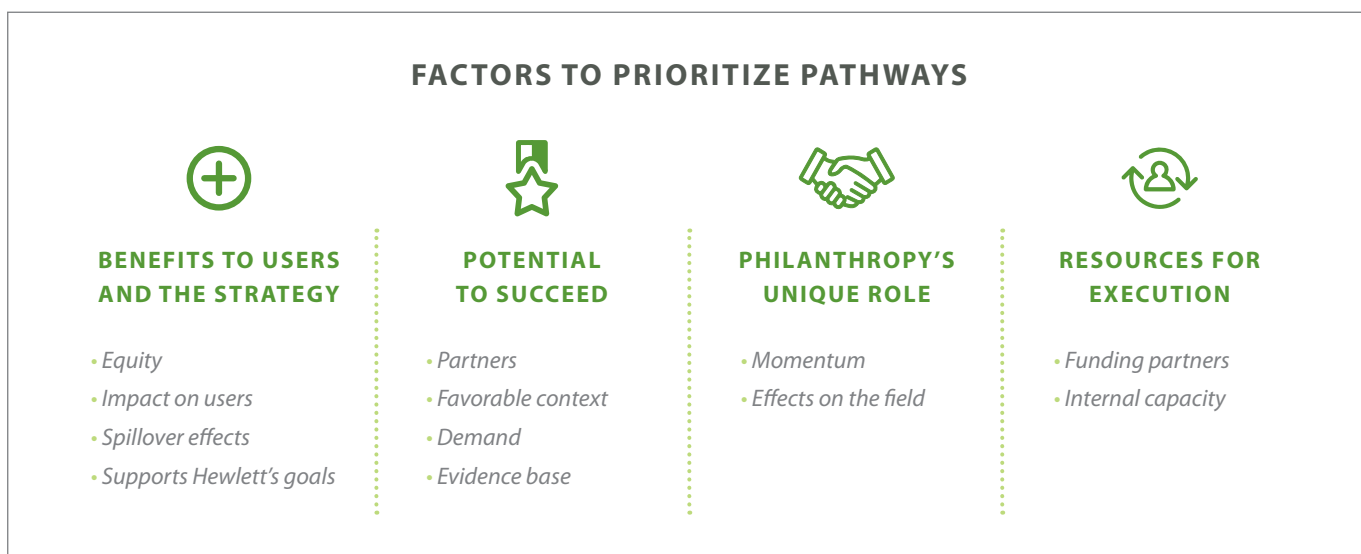 FACTORS TO PRIORITIZE PATHWAYS
BENEFITS TO USERS
AND THE STRATEGY
• Equity
• Impact on users
• Spillover effects
• Supports Hewlett's goals
POTENTIAL
TO SUCCEED
• Partners
• Favorable context
• Demand
• Evidence base
PHILANTHROPY'S
UNIQUE ROLE
• Momentum
• Effects on the field
RESOURCES FOR
EXECUTION
• Funding partners
• Internal capacity